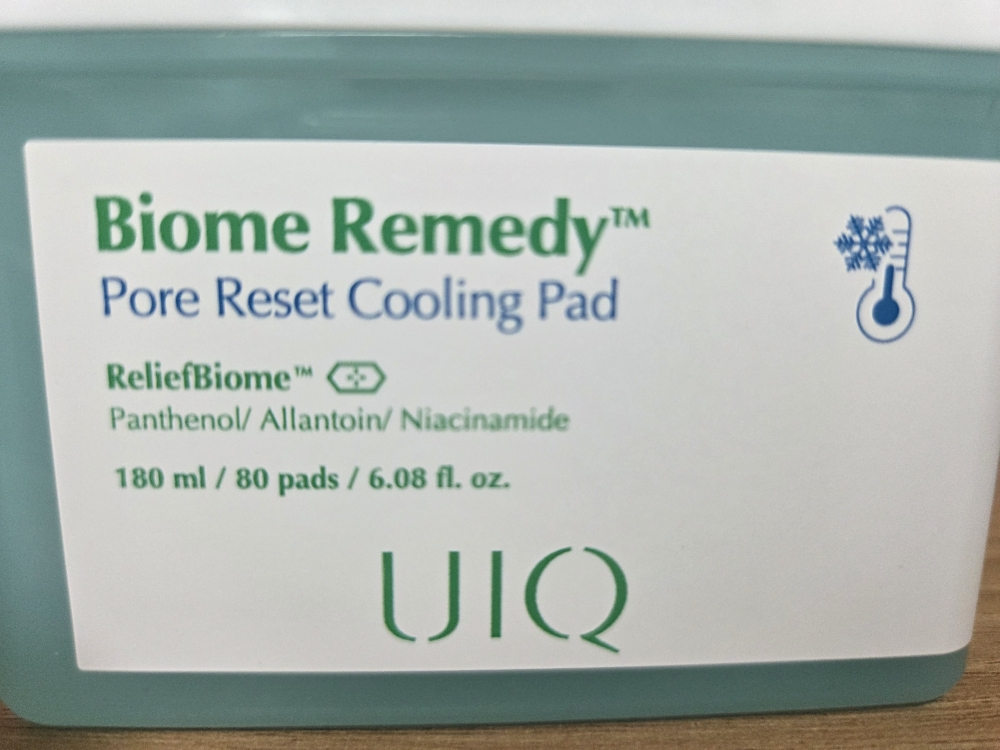 Biome Remedy™
Pore Reset Cooling Pad
ReliefBiome™
Panthenol/ Allantoin/ Niacinamide
180 ml / 80 pads / 6.08 fl. oz.
UIQ